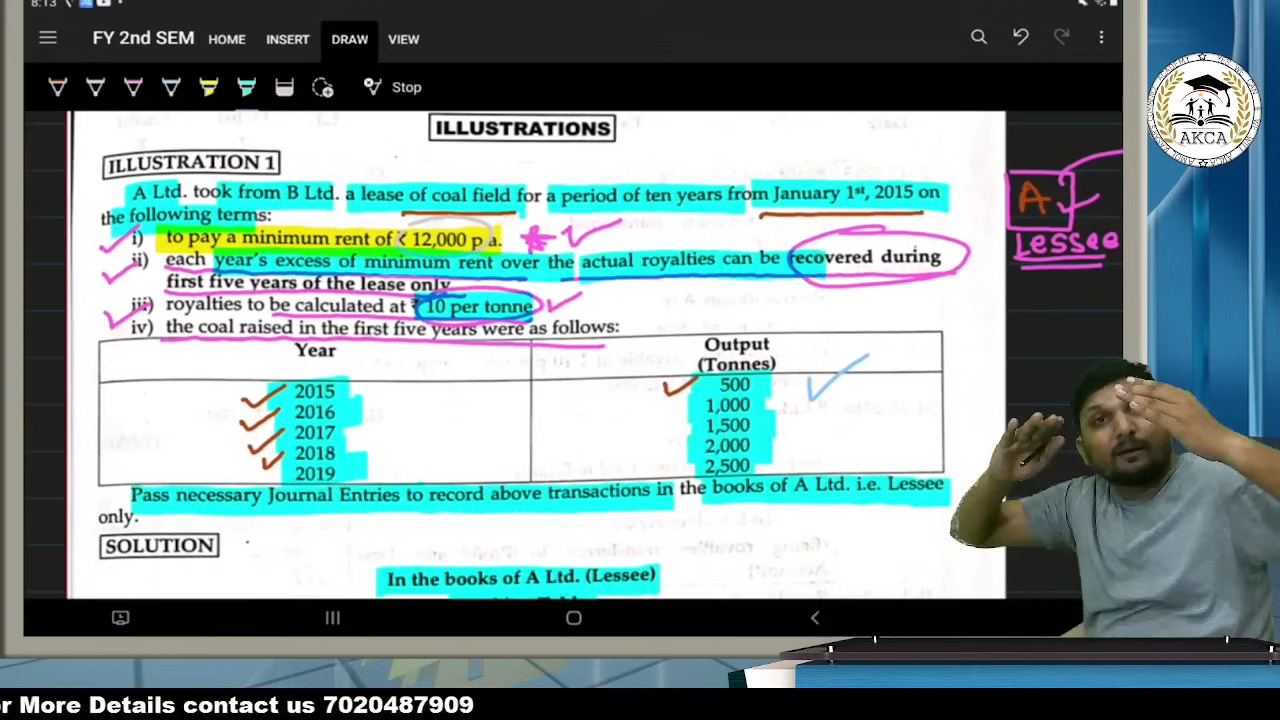 8:13
FY 2nd SEM HOME INSERT DRAW VIEW
Stop
ILLUSTRATIONS
ILLUSTRATION 1
A Ltd. took from B Ltd. a lease of coal field for a period of ten years from January 1st, 2015 on
the following terms:
i) to pay a minimum rent of ₹ 12,000 p.a.
ii) each year's excess of minimum rent over the actual royalties can be recovered during
first five years of the lease only
iii) royalties to be calculated at ₹ 10 per tonne
iv) the coal raised in the first five years were as follows:
Year Output
(Tonnes)
2015 500
2016 1,000
2017 1,500
2018 2,000
2019 2,500
Pass necessary Journal Entries to record above transactions in the books of A Ltd. i.e. Lessee
only.
SOLUTION
In the books of A Ltd. (Lessee)
A
Lessee
AKCA
or More Details contact us 7020487909